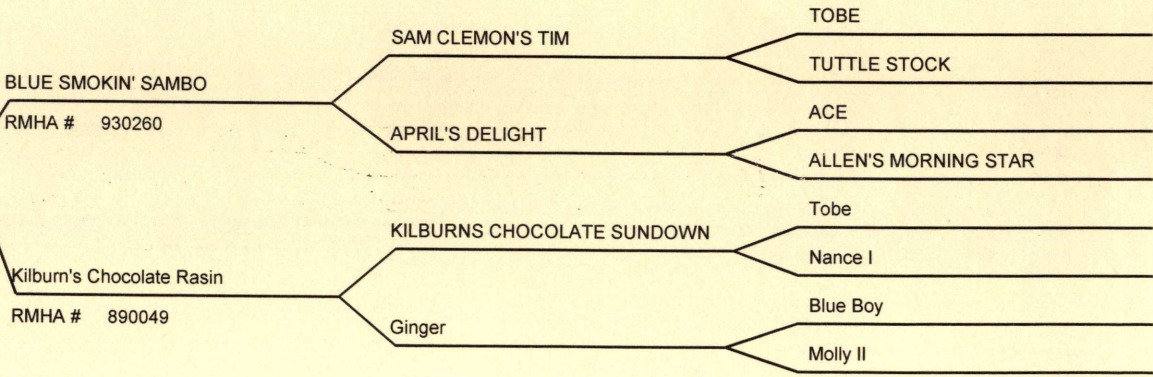 TOBE
SAM CLEMON'S TIM
TUTTLE STOCK
BLUE SMOKIN' SAMBO
RMHA # 930260
ACE
APRIL'S DELIGHT
ALLEN'S MORNING STAR
Tobe
KILBURNS CHOCOLATE SUNDOWN
Nance I
Kilburn's Chocolate Rasin
RMHA # 890049
Blue Boy
Ginger
Molly II